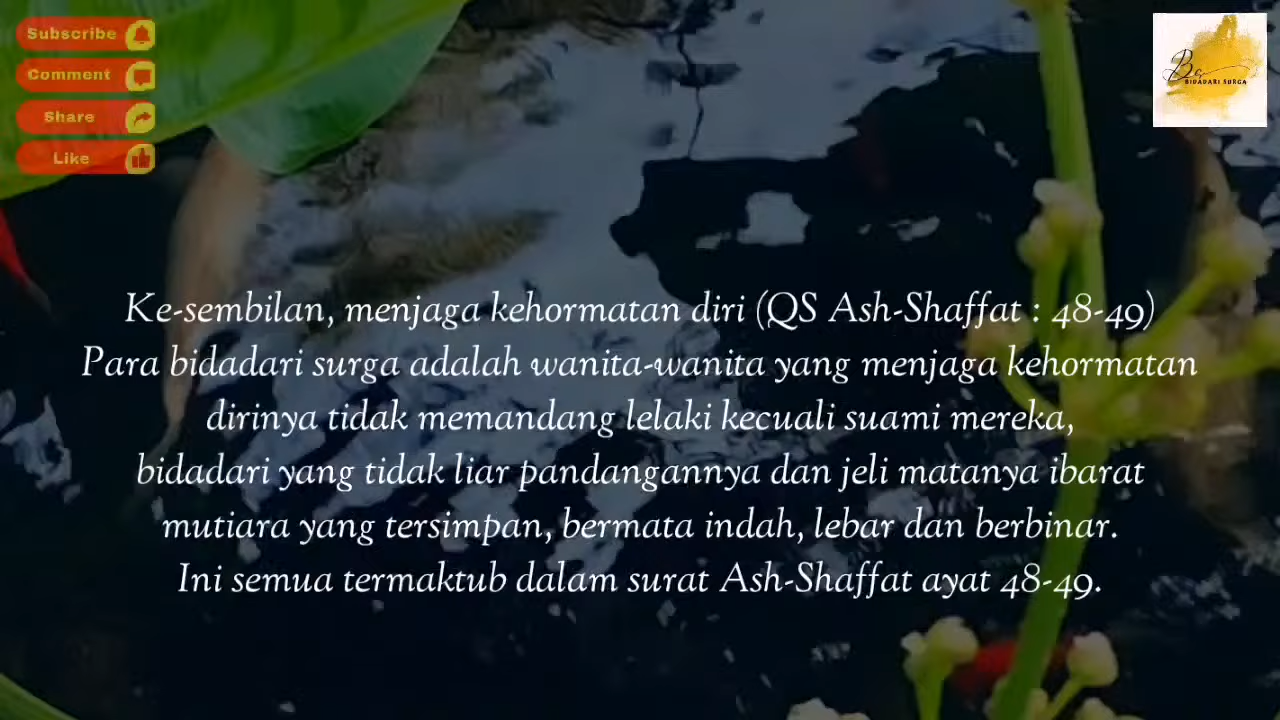 Subscribe
Comment
Share
Like
BIDADARI SURGA
Ke-sembilan, menjaga kehormatan diri (QS Ash-Shaffat : 48-49)
Para bidadari surga adalah wanita-wanita yang menjaga kehormatan
dirinya tidak memandang lelaki kecuali suami mereka,
bidadari yang tidak liar pandangannya dan jeli matanya ibarat
mutiara yang tersimpan, bermata indah, lebar dan berbinar.
Ini semua termaktub dalam surat Ash-Shaffat ayat 48-49.